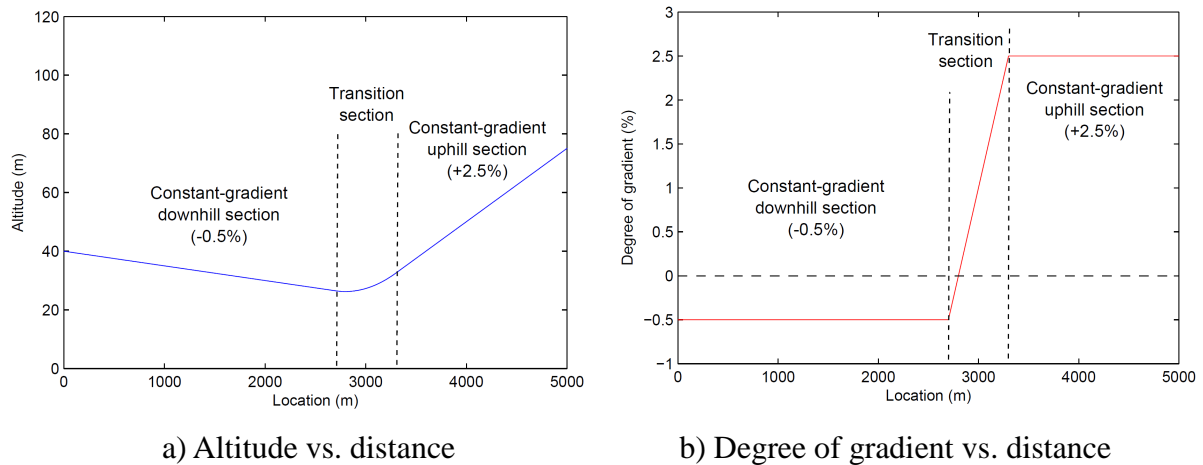 120
100
80
60
40
20
0
Altitude (m)
Transition
section
Constant-gradient
uphill section
(+2.5%)
Constant-gradient
downhill section
(-0.5%)
0 1000 2000 3000 4000 5000
Location (m)
a) Altitude vs. distance
3
2.5
2
1.5
1
0.5
0
−0.5
−1
Degree of gradient (%)
Transition
section
Constant-gradient
uphill section
(+2.5%)
Constant-gradient
downhill section
(-0.5%)
0 1000 2000 3000 4000 5000
Location (m)
b) Degree of gradient vs. distance